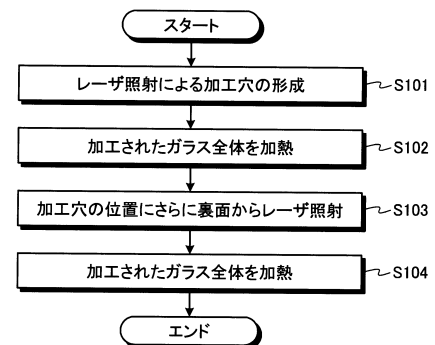 スタート
レーザ照射による加工穴の形成
S101
加工されたガラス全体を加熱
S102
加工穴の位置にさらに裏面からレーザ照射
S103
加工されたガラス全体を加熱
S104
エンド